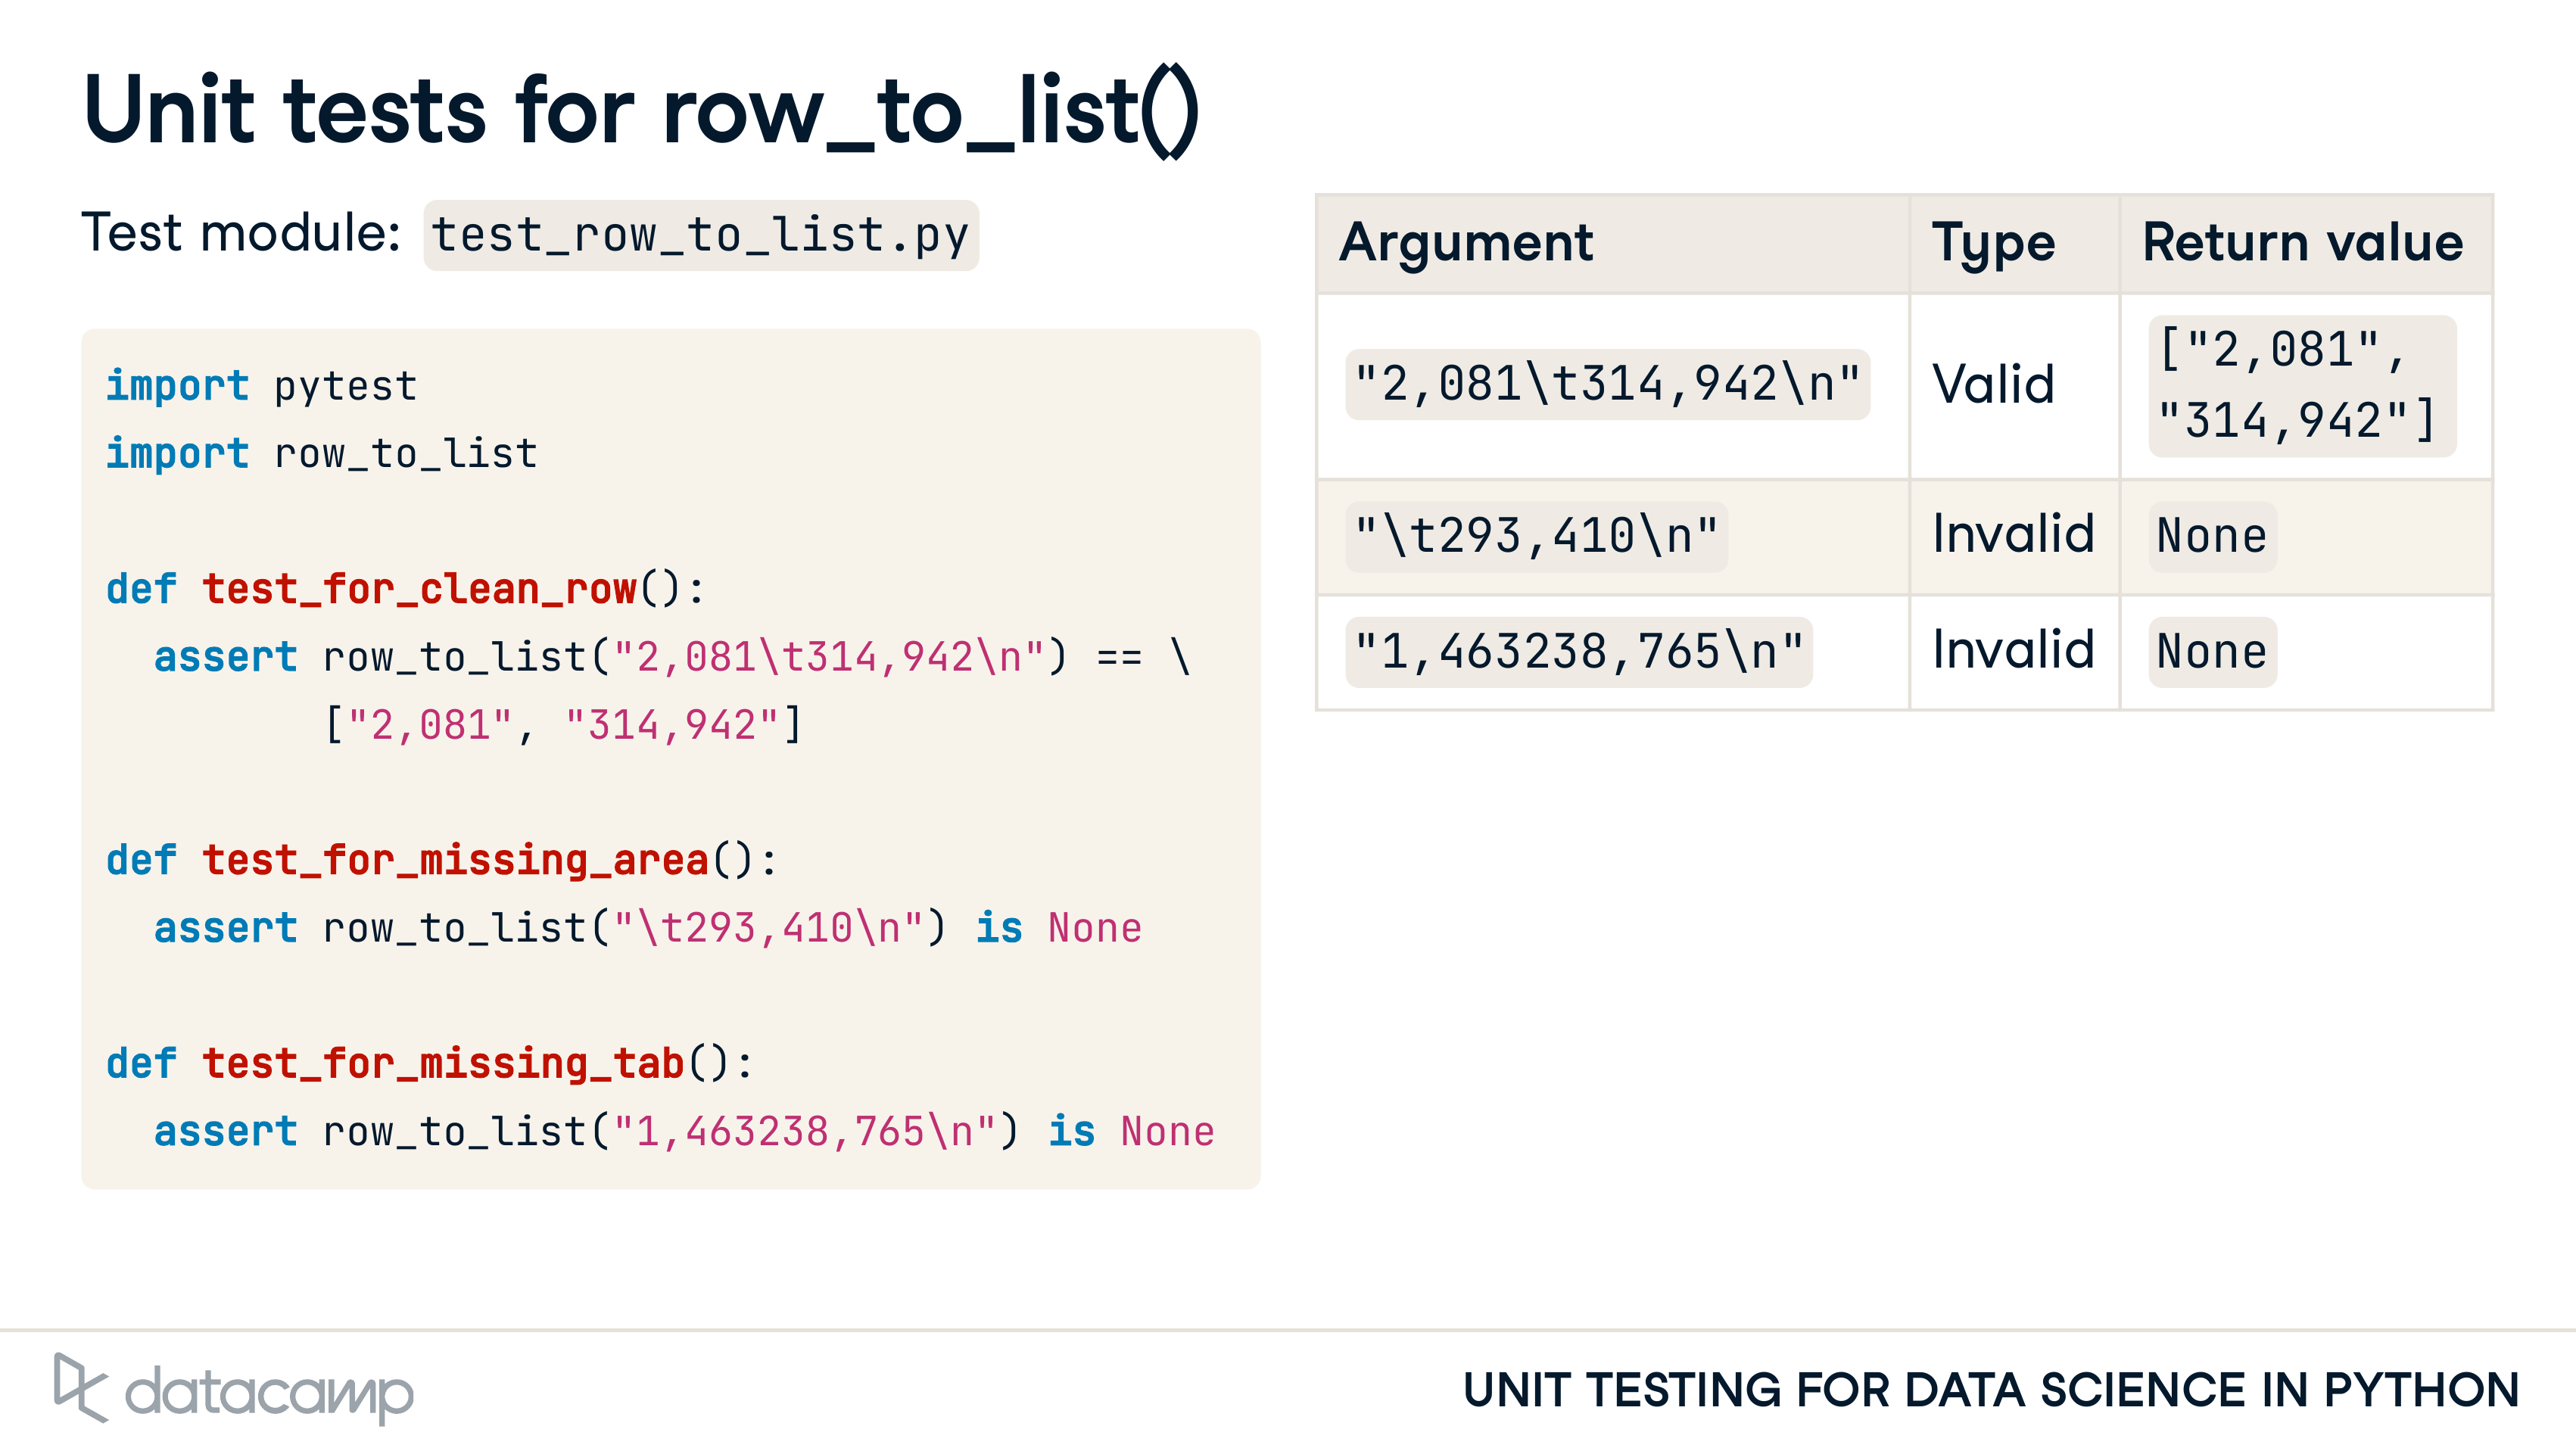 Unit tests for row_to_list()
Test module: test_row_to_list.py
import pytest
import row_to_list
def test_for_clean_row():
  assert row_to_list("2,081\t314,942\n") == \
         ["2,081", "314,942"]
def test_for_missing_area():
  assert row_to_list("\t293,410\n") is None
def test_for_missing_tab():
  assert row_to_list("1,463238,765\n") is None
Argument Type Return value
"2,081\t314,942\n" Valid ["2,081",
"314,942"]
"\t293,410\n" Invalid None
"1,463238,765\n" Invalid None
datacamp
UNIT TESTING FOR DATA SCIENCE IN PYTHON